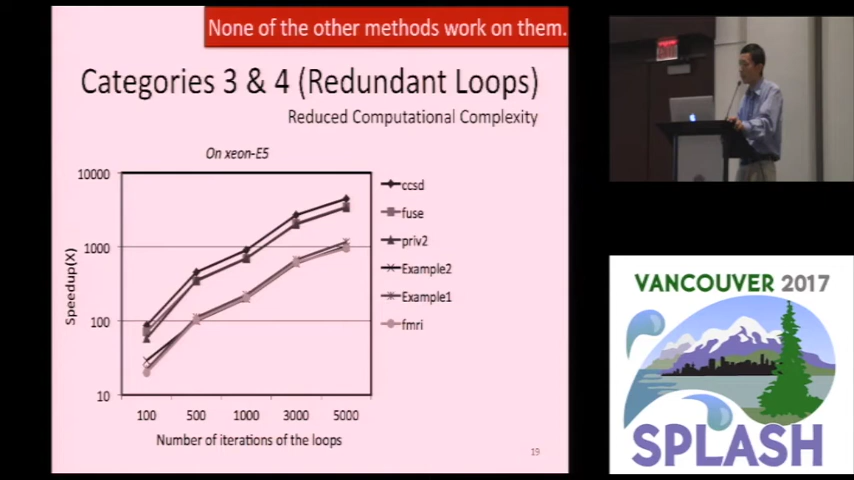 None of the other methods work on them.
Categories 3 & 4 (Redundant Loops)
Reduced Computational Complexity
On xeon-E5
10000
1000
100
10
Speedup(X)
100 500 1000 3000 5000
Number of iterations of the loops
ccsd
fuse
priv2
Example2
Example1
fmri
19
VANCOUVER 2017
SPLASH